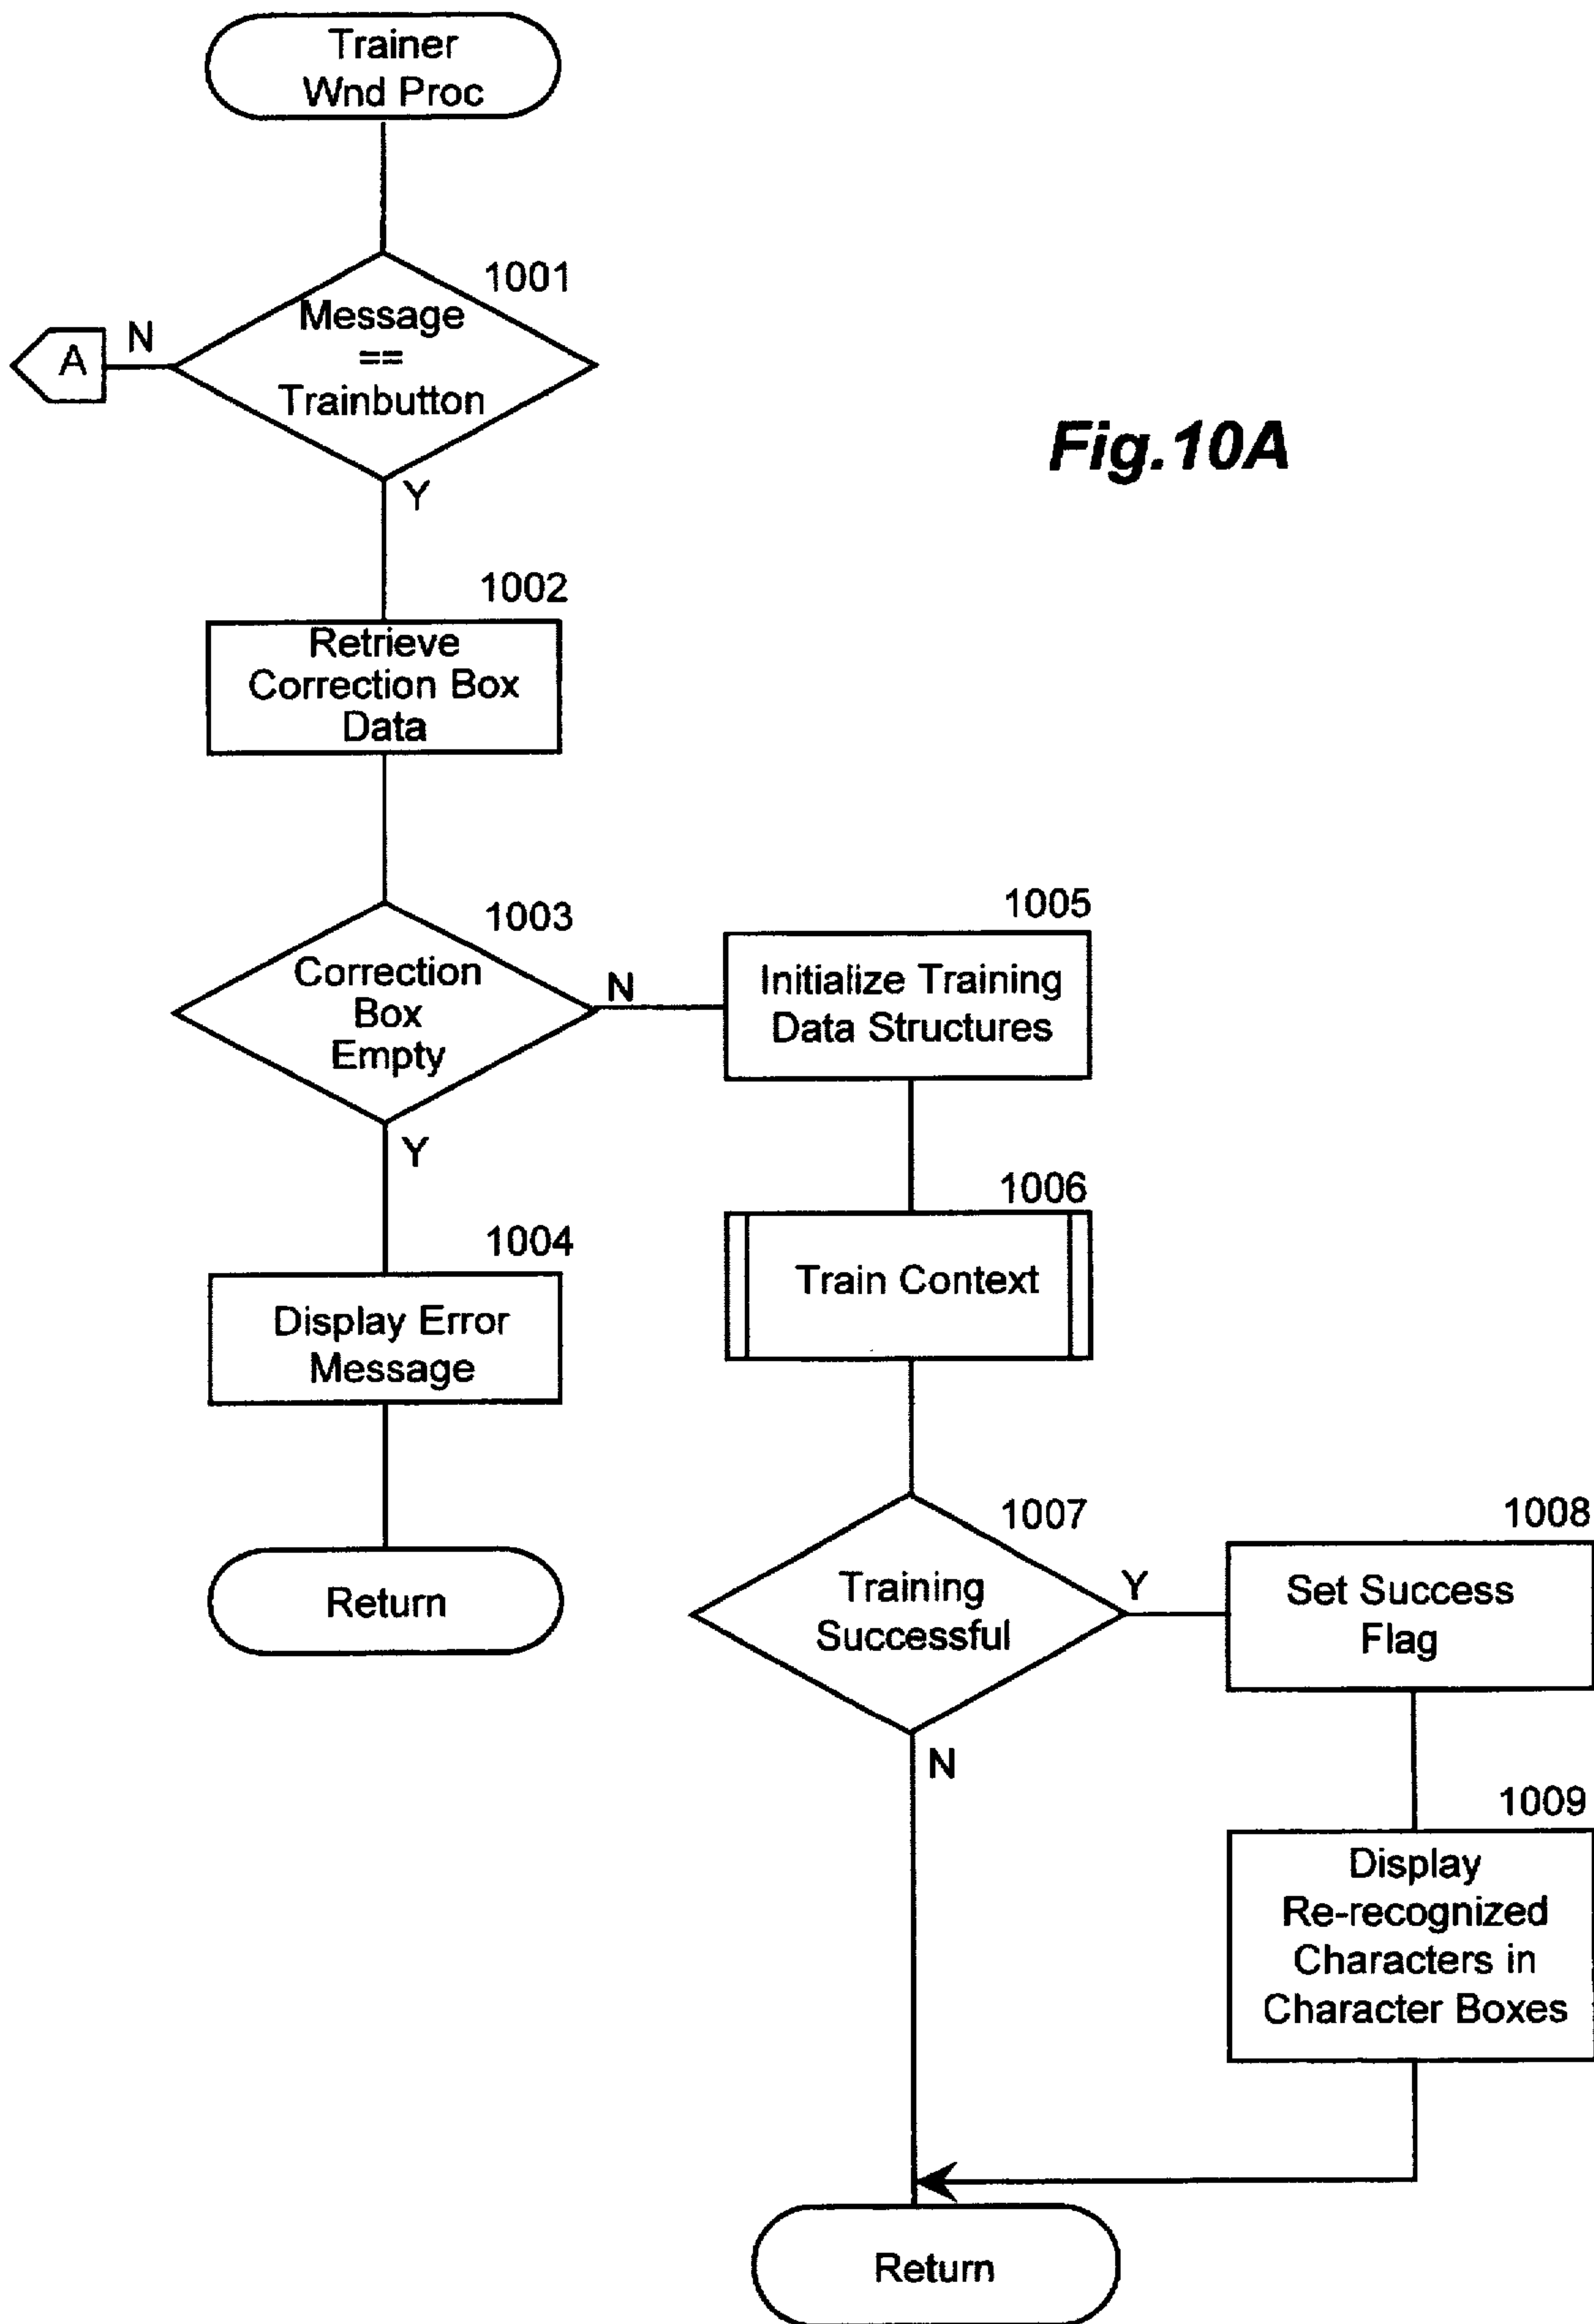 Trainer
Wnd Proc
1001
Message
==
Trainbutton
N
A
Y
Fig.10A
1002
Retrieve
Correction Box
Data
1003
Correction
Box
Empty
N
Y
1005
Initialize Training
Data Structures
1004
Display Error
Message
Return
1006
Train Context
1007
Training
Successful
Y
N
1008
Set Success
Flag
1009
Display
Re-recognized
Characters in
Character Boxes
Return